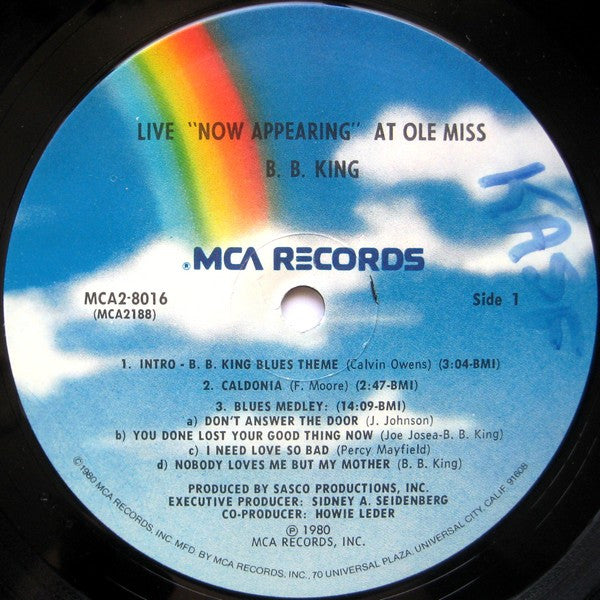 LIVE "NOW APPEARING" AT OLE MISS
B. B. KING
KASE
® MCA RECORDS
MCA2-8016
(MCA2188)
Side 1
1. INTRO - B. B. KING BLUES THEME (Calvin Owens) (3:04-BMI)
2. CALDONIA (F. Moore) (2:47-BMI)
3. BLUES MEDLEY: (14:09-BMI)
a) DON'T ANSWER THE DOOR (J. Johnson)
b) YOU DONE LOST YOUR GOOD THING NOW (Joe Josea-B. B. King)
c) I NEED LOVE SO BAD (Percy Mayfield)
d) NOBODY LOVES ME BUT MY MOTHER (B. B. King)
PRODUCED BY SASCO PRODUCTIONS, INC.
EXECUTIVE PRODUCER: SIDNEY A. SEIDENBERG
CO-PRODUCER: HOWIE LEDER
℗ 1980
MCA RECORDS, INC.
©1980 MCA RECORDS, INC. MFD. BY MCA RECORDS, INC., 70 UNIVERSAL PLAZA, UNIVERSAL CITY, CALIF. 91608